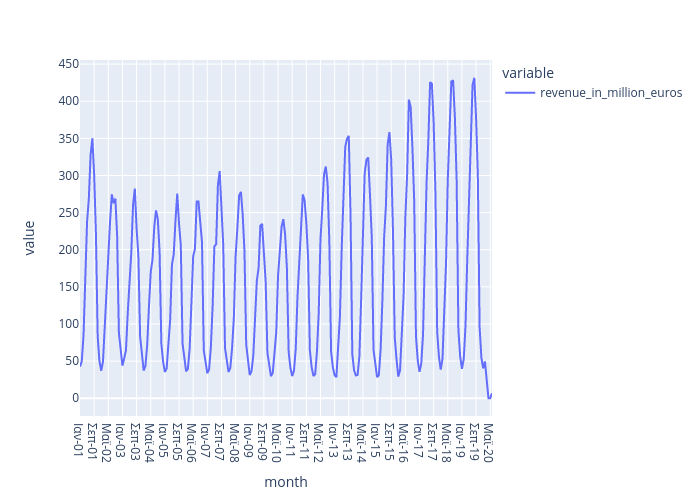 variable
revenue_in_million_euros
450
400
350
300
250
200
150
100
50
0
value
Ιαν-01
Σεπ-01
Μαϊ-02
Ιαν-03
Σεπ-03
Μαϊ-04
Ιαν-05
Σεπ-05
Μαϊ-06
Ιαν-07
Σεπ-07
Μαϊ-08
Ιαν-09
Σεπ-09
Μαϊ-10
Ιαν-11
Σεπ-11
Μαϊ-12
Ιαν-13
Σεπ-13
Μαϊ-14
Ιαν-15
Σεπ-15
Μαϊ-16
Ιαν-17
Σεπ-17
Μαϊ-18
Ιαν-19
Σεπ-19
Μαϊ-20
month